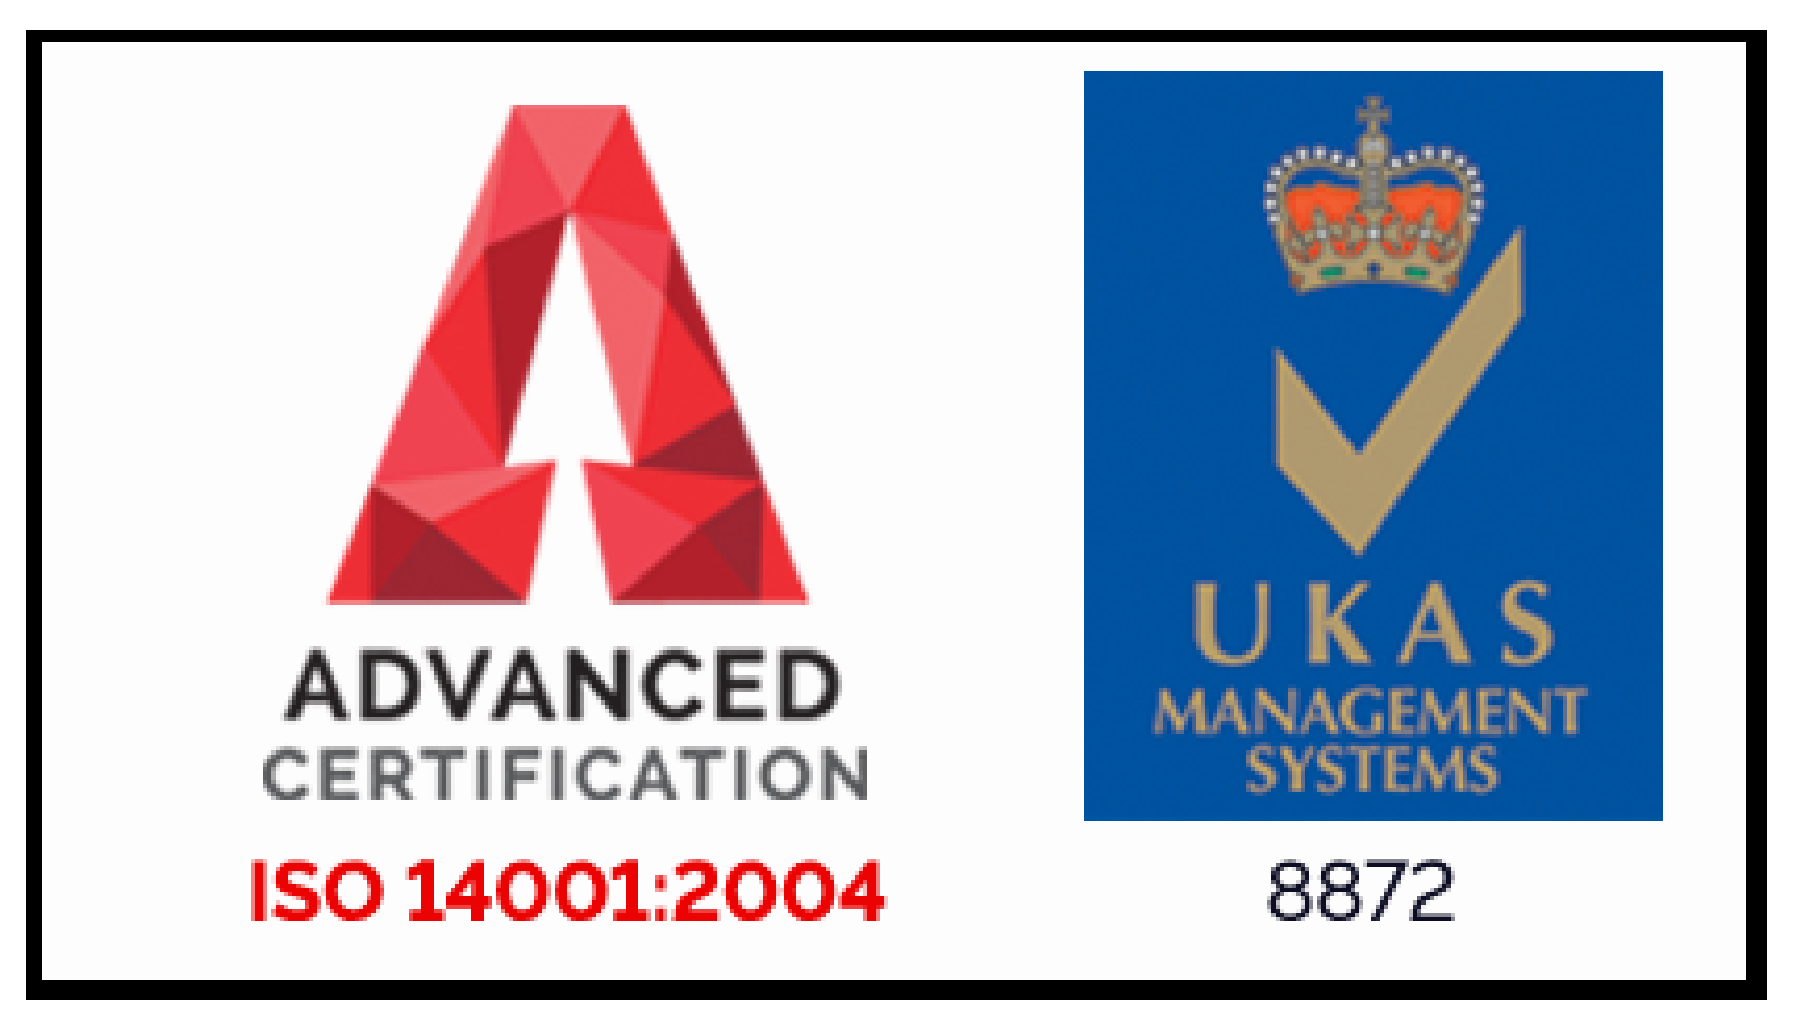 ADVANCED
CERTIFICATION
ISO 14001:2004
UKAS
MANAGEMENT
SYSTEMS
8872